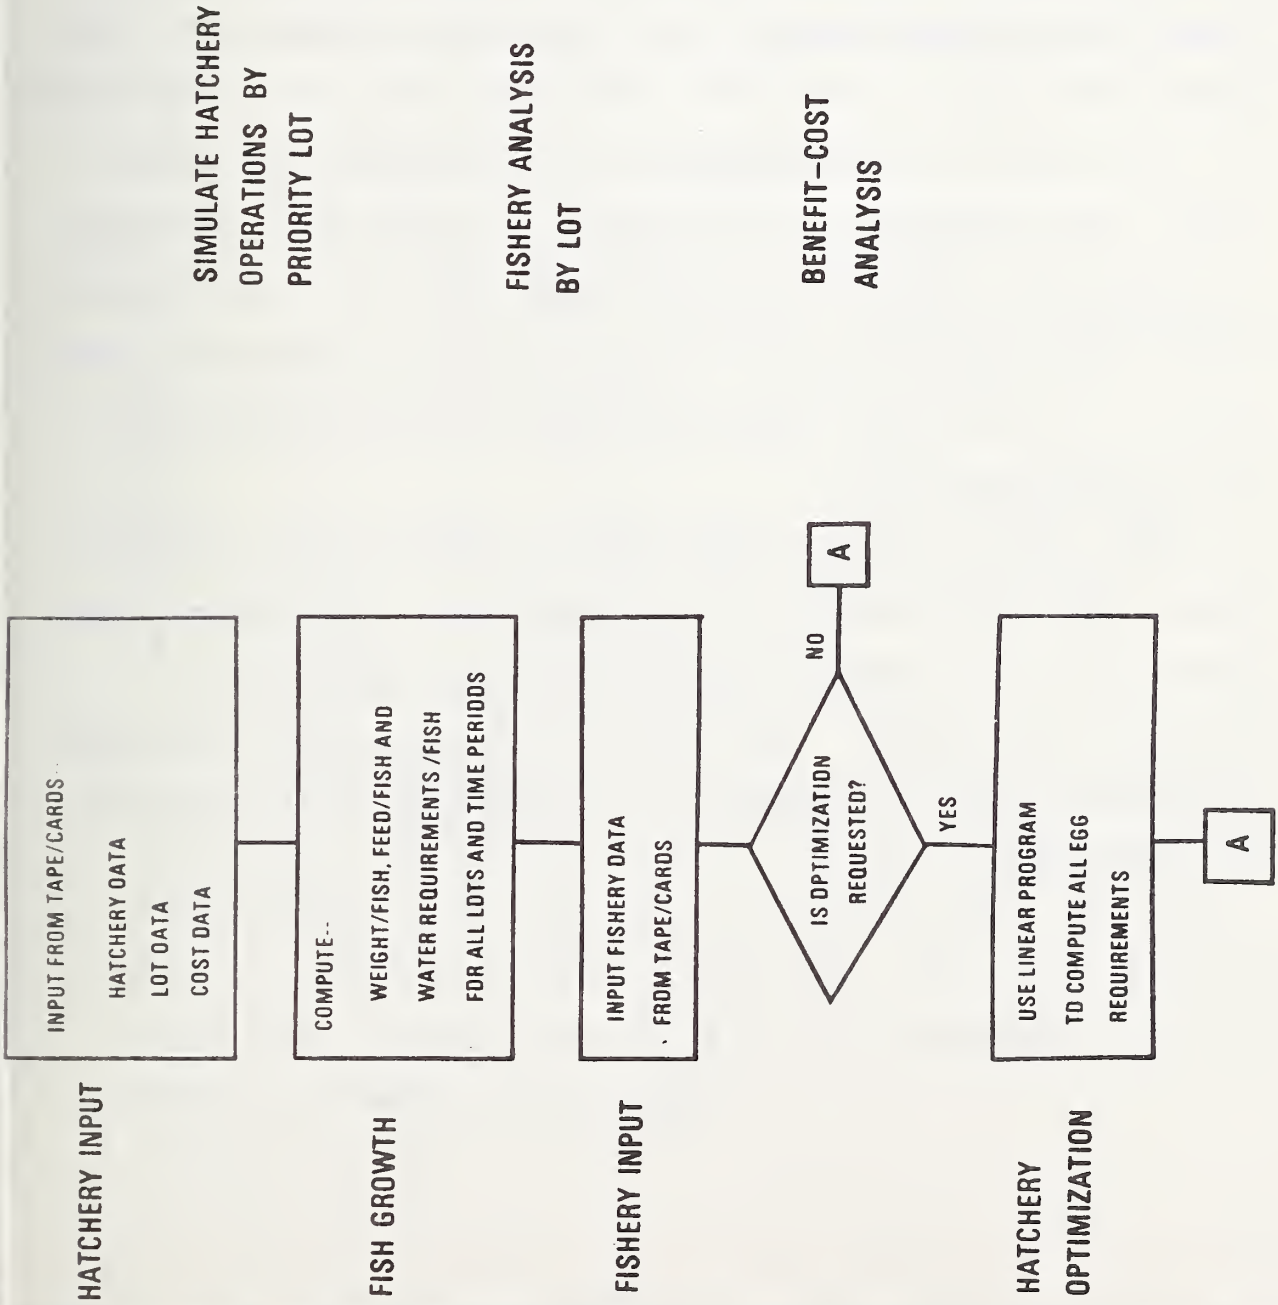 HATCHERY INPUT
INPUT FROM TAPE/CARDS--
HATCHERY DATA
LOT DATA
COST DATA
FISH GROWTH
COMPUTE--
WEIGHT/FISH, FEED/FISH AND
WATER REQUIREMENTS /FISH
FOR ALL LOTS AND TIME PERIODS
FISHERY INPUT
INPUT FISHERY DATA
FROM TAPE/CARDS
IS OPTIMIZATION
REQUESTED?
NO
A
YES
HATCHERY
OPTIMIZATION
USE LINEAR PROGRAM
TO COMPUTE ALL EGG
REQUIREMENTS
A
SIMULATE HATCHERY
OPERATIONS BY
PRIORITY LOT
FISHERY ANALYSIS
BY LOT
BENEFIT-COST
ANALYSIS